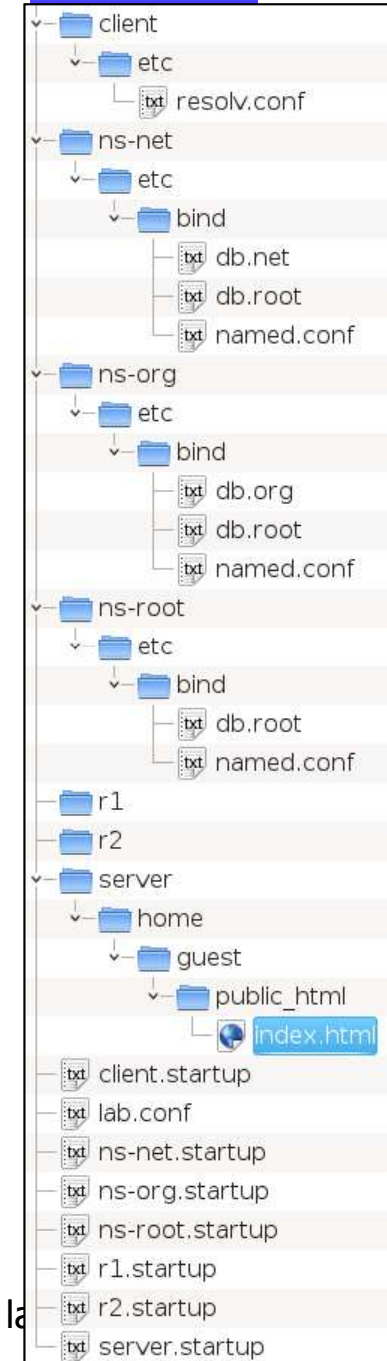 client
etc
resolv.conf
ns-net
etc
bind
db.net
db.root
named.conf
ns-org
etc
bind
db.org
db.root
named.conf
ns-root
etc
bind
db.root
named.conf
r1
r2
server
home
guest
public_html
index.html
client.startup
lab.conf
ns-net.startup
ns-org.startup
ns-root.startup
r1.startup
r2.startup
server.startup